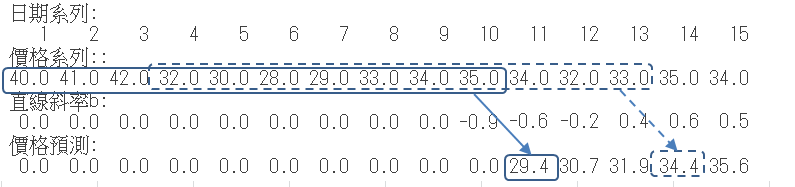 日期系列:
1 2 3 4 5 6 7 8 9 10 11 12 13 14 15
價格系列::
40.0 41.0 42.0 32.0 30.0 28.0 29.0 33.0 34.0 35.0 34.0 32.0 33.0 35.0 34.0
直線斜率b:
0.0 0.0 0.0 0.0 0.0 0.0 0.0 0.0 0.0 -0.9 -0.6 -0.2 0.4 0.6 0.5
價格預測:
0.0 0.0 0.0 0.0 0.0 0.0 0.0 0.0 0.0 0.0 29.4 30.7 31.9 34.4 35.6